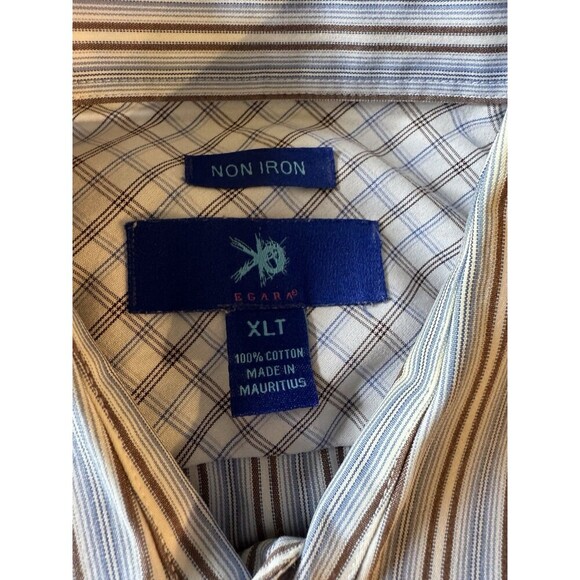 NON IRON
EGARA
XLT
100% COTTON
MADE IN
MAURITIUS